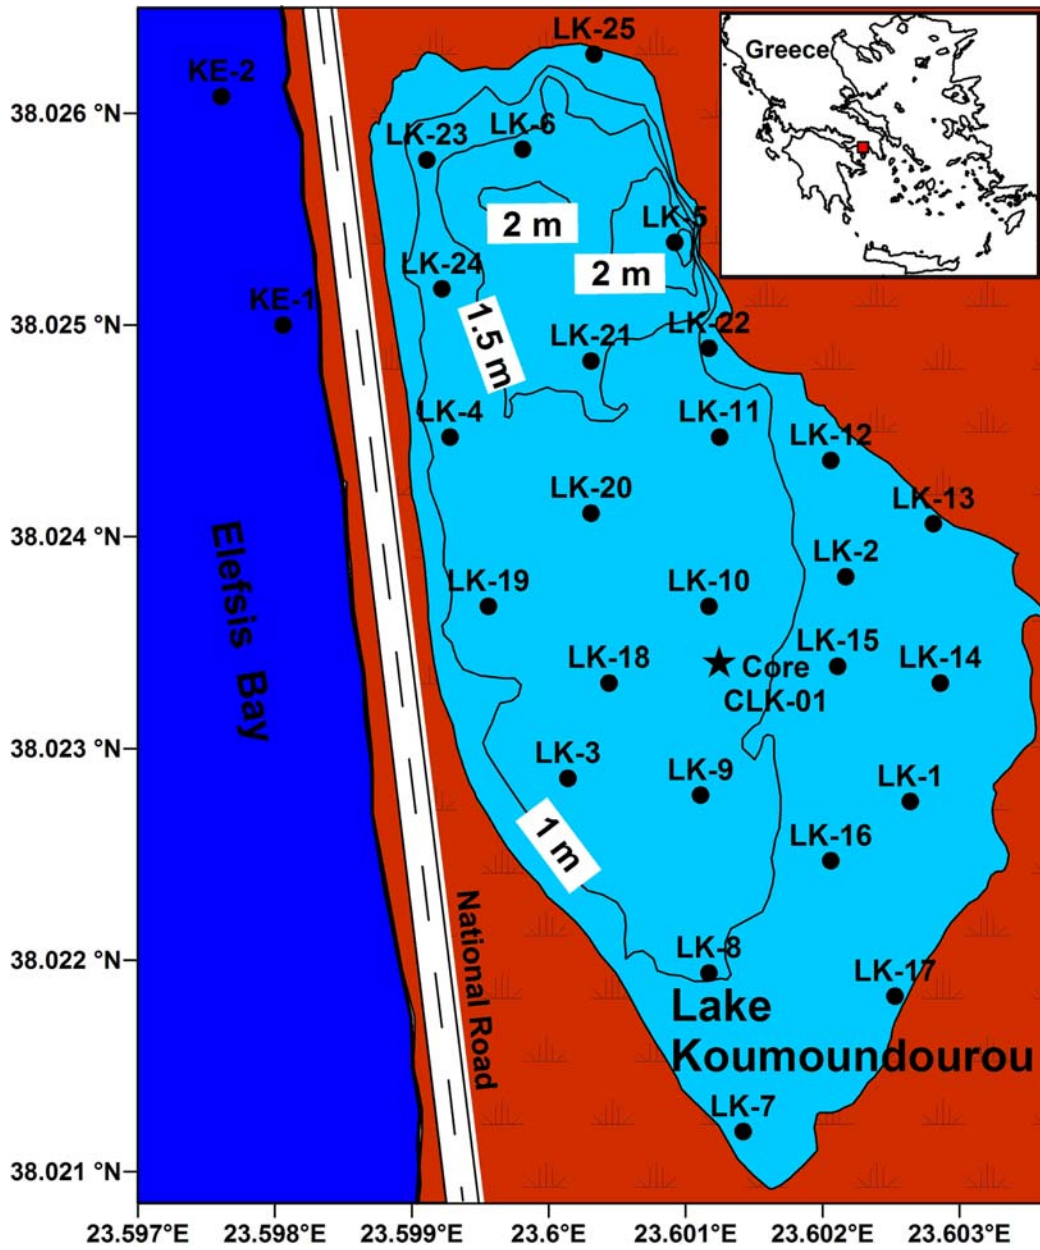 LK-25
Greece
KE-2
38.026 °N
LK-23
LK-6
2 m
LK-5
LK-24
2 m
KE-1
38.025 °N
1.5 m
LK-21
LK-22
LK-4
LK-11
LK-12
LK-20
LK-13
38.024 °N
LK-2
Elefsis Bay
LK-19
LK-10
LK-18
LK-15
LK-14
Core
CLK-01
38.023 °N
LK-3
LK-9
LK-1
1 m
LK-16
National Road
38.022 °N
LK-8
LK-17
Lake
Koumoundourou
LK-7
38.021 °N
23.597°E
23.598°E
23.599°E
23.6°E
23.601°E
23.602°E
23.603°E